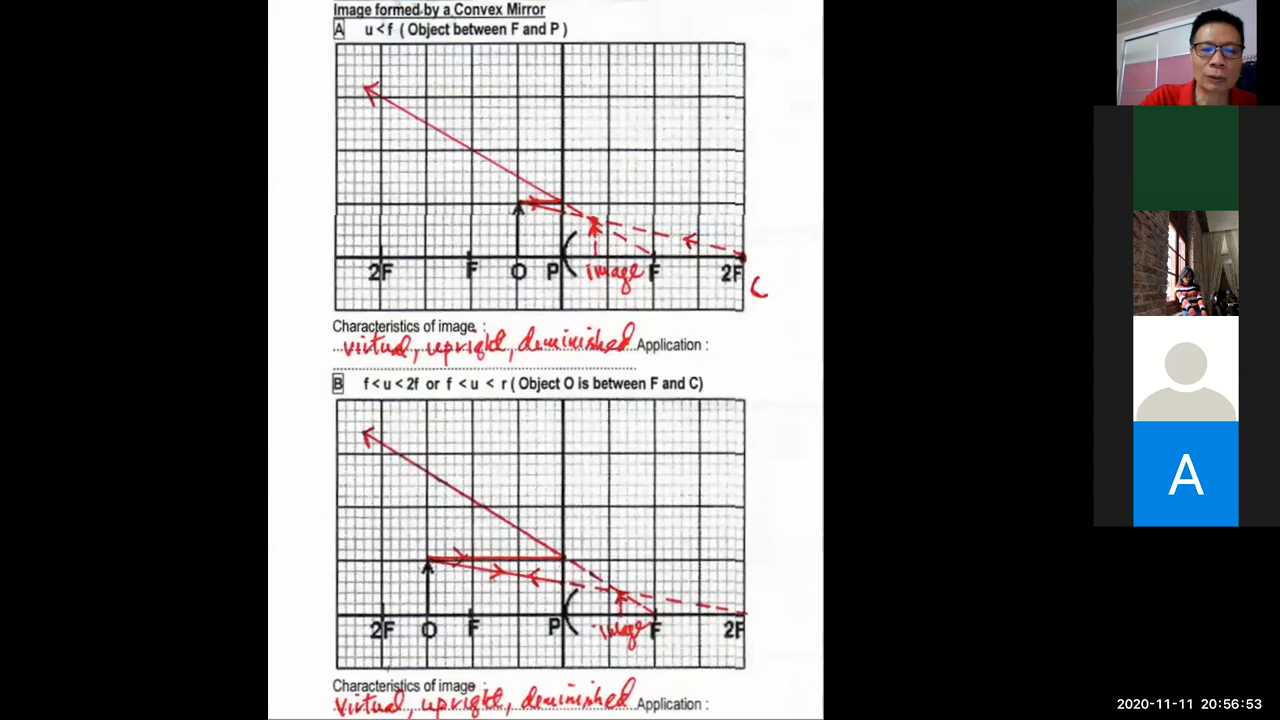 Image formed by a Convex Mirror
A u < f ( Object between F and P )
2F F O P image F 2F C
Characteristics of image :
virtual, upright, deminished Application :
B f < u < 2f or f < u < r ( Object O is between F and C)
2F O F P image F 2F
Characteristics of image :
virtual, upright, deminished Application :
A
2020-11-11 20:56:53